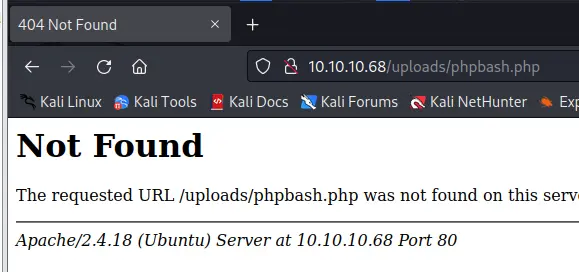 404 Not Found
10.10.10.68/uploads/phpbash.php
Kali Linux Kali Tools Kali Docs Kali Forums Kali NetHunter
Not Found
The requested URL /uploads/phpbash.php was not found on this
Apache/2.4.18 (Ubuntu) Server at 10.10.10.68 Port 80